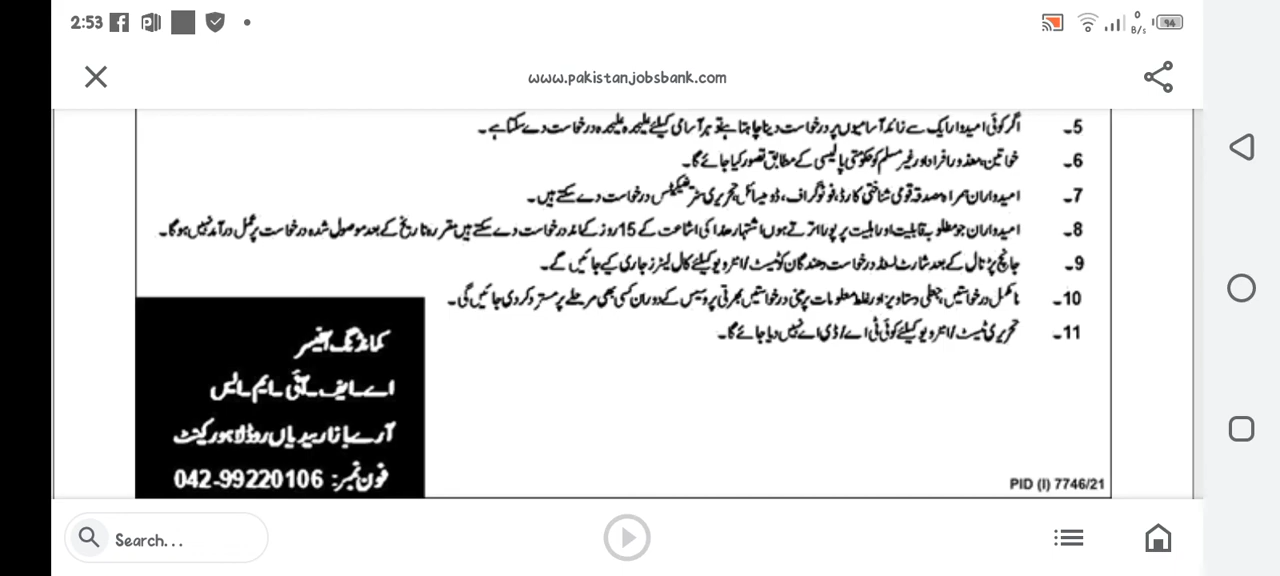 2:53
0 B/s
94
www.pakistanjobsbank.com
5۔ اگر کوئی امیدوار ایک سے زائد آسامیوں پر درخواست دینا چاہتا ہے تو ہر آسامی کیلئے علیحدہ علیحدہ درخواست دے سکتا ہے۔
6۔ خواتین، معذور افراد اور غیر مسلم کو حکومتی پالیسی کے مطابق تصور کیا جائے گا۔
7۔ امیدواران ہمراہ مصدقہ قومی شناختی کارڈ، فوٹو گراف، ڈومیسائل، تحریری سرٹیفکیٹس درخواست دے سکتے ہیں۔
8۔ امیدواران جو مطلوبہ قابلیت اور اہلیت پر پورا اترتے ہوں اشتہار ھذا کی اشاعت کے 15 روز کے اندر درخواست دے سکتے ہیں مقررہ تاریخ کے بعد موصول شدہ درخواست پر عمل درآمد نہیں ہوگا۔
9۔ جانچ پڑتال کے بعد شارٹ لسٹڈ درخواست دھندگان کو ٹیسٹ/انٹرویو کیلئے کال لیٹرز جاری کیے جائیں گے۔
10۔ نامکمل درخواستیں، جعلی دستاویز اور غلط معلومات پر مبنی درخواستیں بھرتی پروسیس کے دوران کسی بھی مرحلے پر مسترد کر دی جائیں گی۔
11۔ تحریری ٹیسٹ/انٹرویو کیلئے کوئی ٹی اے/ڈی اے نہیں دیا جائے گا۔
کمانڈنگ آفیسر
اے۔ایف۔آئی۔ایم۔ایس
آر اے بازار بیدیاں روڈ لاہور کینٹ
فون نمبر: 042-99220106
PID (I) 7746/21
Search...